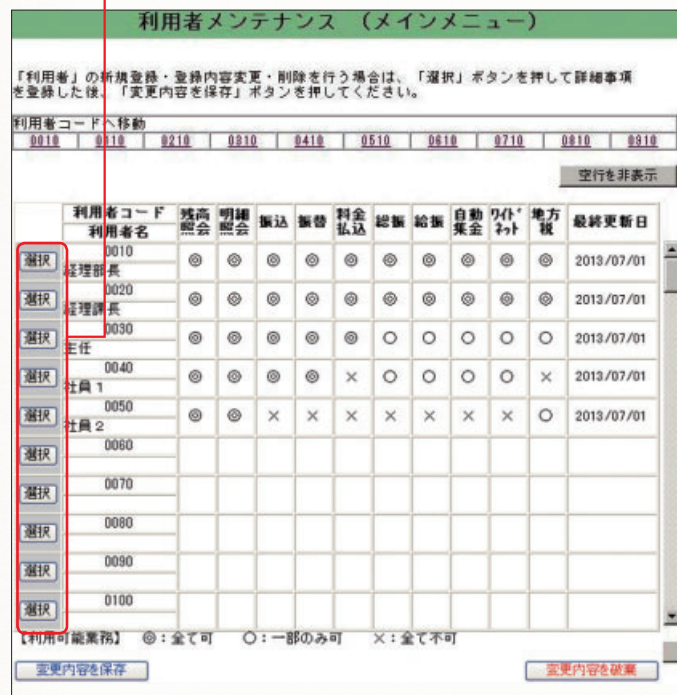 利用者メンテナンス （メインメニュー）
「利用者」の新規登録・登録内容変更・削除を行う場合は、「選択」ボタンを押して詳細事項
を登録した後、「変更内容を保存」ボタンを押してください。
利用者コードへ移動
0010 0110 0210 0310 0410 0510 0610 0710 0810 0910
空行を非表示
利用者コード 利用者名 残高照会 明細照会 振込 振替 料金払込 総振 給振 自動集金 ワイドネット 地方税 最終更新日
選択 0010 経理部長 ◎ ◎ ◎ ◎ ◎ ◎ ◎ ◎ ◎ ◎ 2013/07/01
選択 0020 経理課長 ◎ ◎ ◎ ◎ ◎ ◎ ◎ ◎ ◎ ◎ 2013/07/01
選択 0030 主任 ◎ ◎ ◎ ◎ ◎ ○ ○ ○ ○ ○ 2013/07/01
選択 0040 社員１ ◎ ◎ ◎ ◎ × ○ ○ ○ ○ × 2013/07/01
選択 0050 社員２ ◎ ◎ × × × × × × × ○ 2013/07/01
選択 0060
選択 0070
選択 0080
選択 0090
選択 0100
【利用可能業務】 ◎：全て可 ○：一部のみ可 ×：全て不可
変更内容を保存 変更内容を破棄